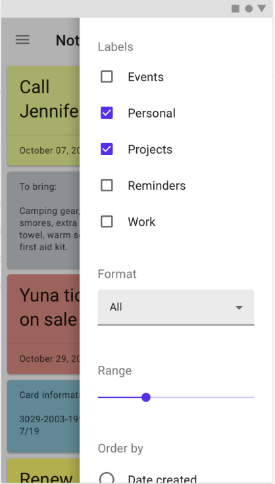 Not
Call
Jennife
October 07, 20
To bring:
Camping gear,
smores, extra
towel, warm s
first aid kit.
Yuna tic
on sale
October 29, 20
Card informati
3029-2003-199
7/19
Renew
Labels
Events
Personal
Projects
Reminders
Work
Format
All
Range
Order by
Date created